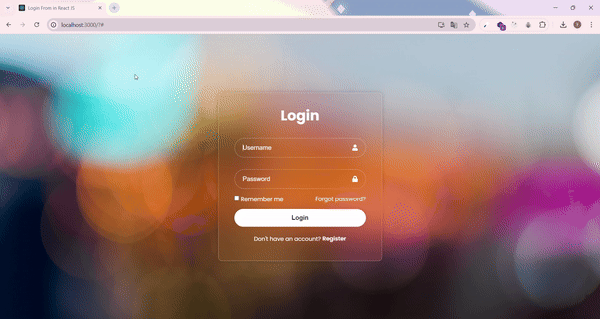 Login From in React JS
localhost:3000/?#
Login
Username
Password
Remember me Forgot password?
Login
Don't have an account? Register